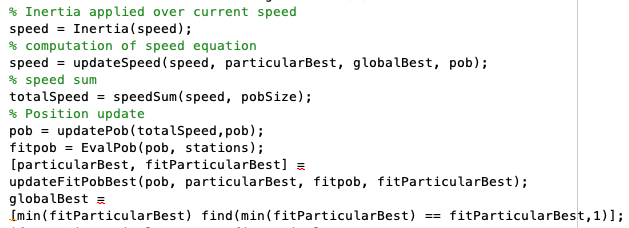 % Inertia applied over current speed
speed = Inertia(speed);
% computation of speed equation
speed = updateSpeed(speed, particularBest, globalBest, pob);
% speed sum
totalSpeed = speedSum(speed, pobSize);
% Position update
pob = updatePob(totalSpeed,pob);
fitpob = EvalPob(pob, stations);
[particularBest, fitParticularBest] =
updateFitPobBest(pob, particularBest, fitpob, fitParticularBest);
globalBest =
[min(fitParticularBest) find(min(fitParticularBest) == fitParticularBest,1)];